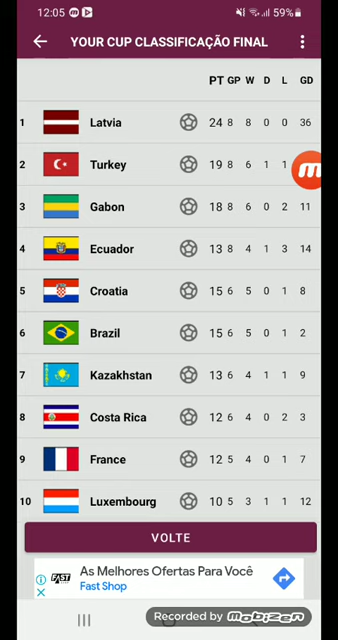 12:05 59%
YOUR CUP CLASSIFICAÇÃO FINAL
PT GP W D L GD
1 Latvia 24 8 8 0 0 36
2 Turkey 19 8 6 1 1
3 Gabon 18 8 6 0 2 11
4 Ecuador 13 8 4 1 3 14
5 Croatia 15 6 5 0 1 8
6 Brazil 15 6 5 0 1 2
7 Kazakhstan 13 6 4 1 1 9
8 Costa Rica 12 6 4 0 2 3
9 France 12 5 4 0 1 7
10 Luxembourg 10 5 3 1 1 12
VOLTE
FAST As Melhores Ofertas Para Você
Fast Shop
Recorded by mobizen